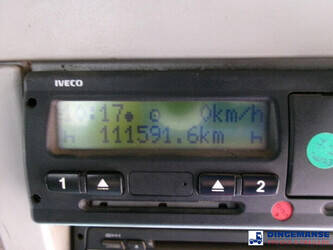 IVECO
0:17 0km/h
h 111591.6km h
1 2
DINGEMANSE